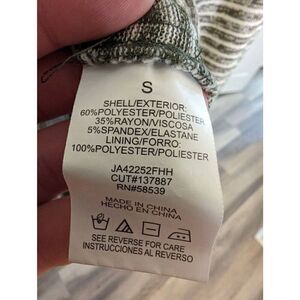 S
SHELL/EXTERIOR:
60%POLYESTER/POLIESTER
35%RAYON/VISCOSA
5%SPANDEX/ELASTANE
LINING/FORRO:
100%POLYESTER/POLIESTER
JA42252FHH
CUT#137887
RN#58539
MADE IN CHINA
HECHO EN CHINA
SEE REVERSE FOR CARE
INSTRUCCIONES AL REVERSO